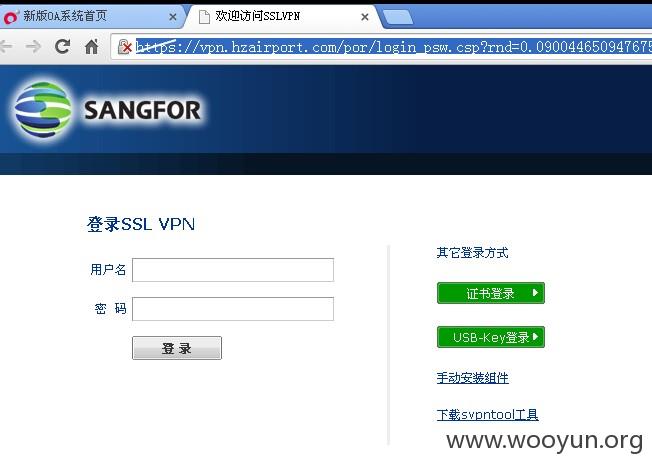 新版OA系统首页
欢迎访问SSLVPN
https://vpn.hzairport.com/por/login_psw.csp?rnd=0.090044650947675
SANGFOR
登录SSL VPN
用户名
密 码
登 录
其它登录方式
证书登录
USB-Key登录
手动安装组件
下载svpntool工具
www.wooyun.org